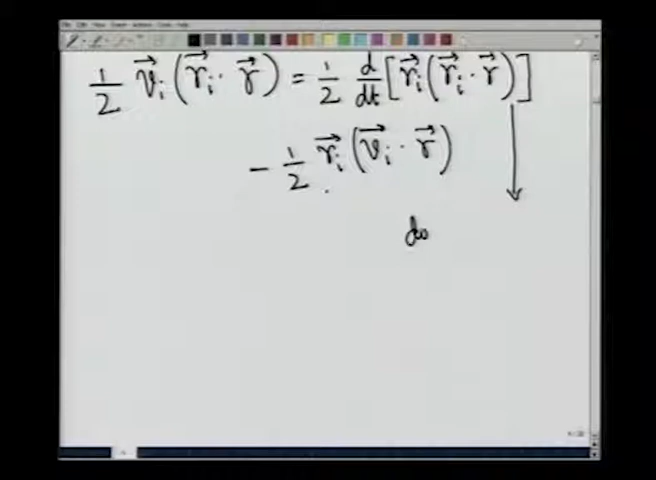 ½ v⃗ᵢ (r⃗ᵢ · r⃗) = ½ d/dt [r⃗ᵢ (r⃗ᵢ · r⃗)]
− ½ r⃗ᵢ (v⃗ᵢ · r⃗)